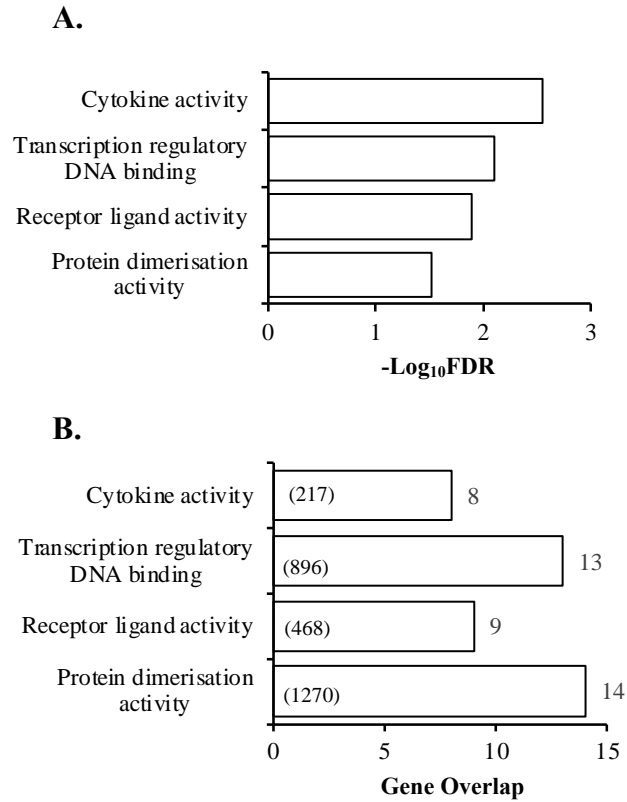 A.
Cytokine activity
Transcription regulatory
DNA binding
Receptor ligand activity
Protein dimerisation
activity
0 1 2 3
-Log₁₀FDR
B.
Cytokine activity (217) 8
Transcription regulatory
DNA binding (896) 13
Receptor ligand activity (468) 9
Protein dimerisation
activity (1270) 14
0 5 10 15
Gene Overlap